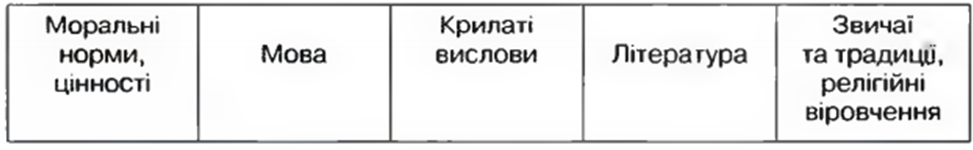 Моральні
норми,
цінності
Мова
Крилаті
вислови
Література
Звичаї
та традиції,
релігійні
віровчення